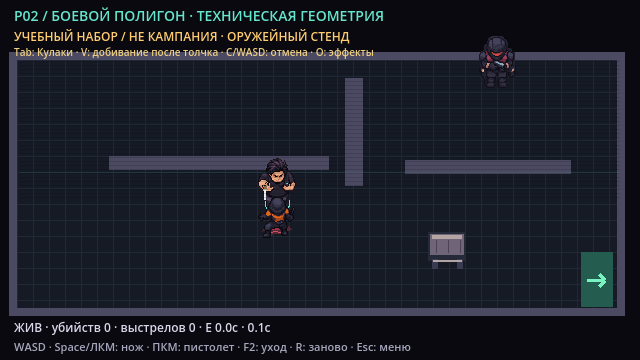 P02 / БОЕВОЙ ПОЛИГОН · ТЕХНИЧЕСКАЯ ГЕОМЕТРИЯ
УЧЕБНЫЙ НАБОР / НЕ КАМПАНИЯ · ОРУЖЕЙНЫЙ СТЕНД
Tab: Кулаки · V: добивание после толчка · C/WASD: отмена · O: эффекты
ЖИВ · убийств 0 · выстрелов 0 · E 0.0с · 0.1с
WASD · Space/ЛКМ: нож · ПКМ: пистолет · F2: уход · R: заново · Esc: меню